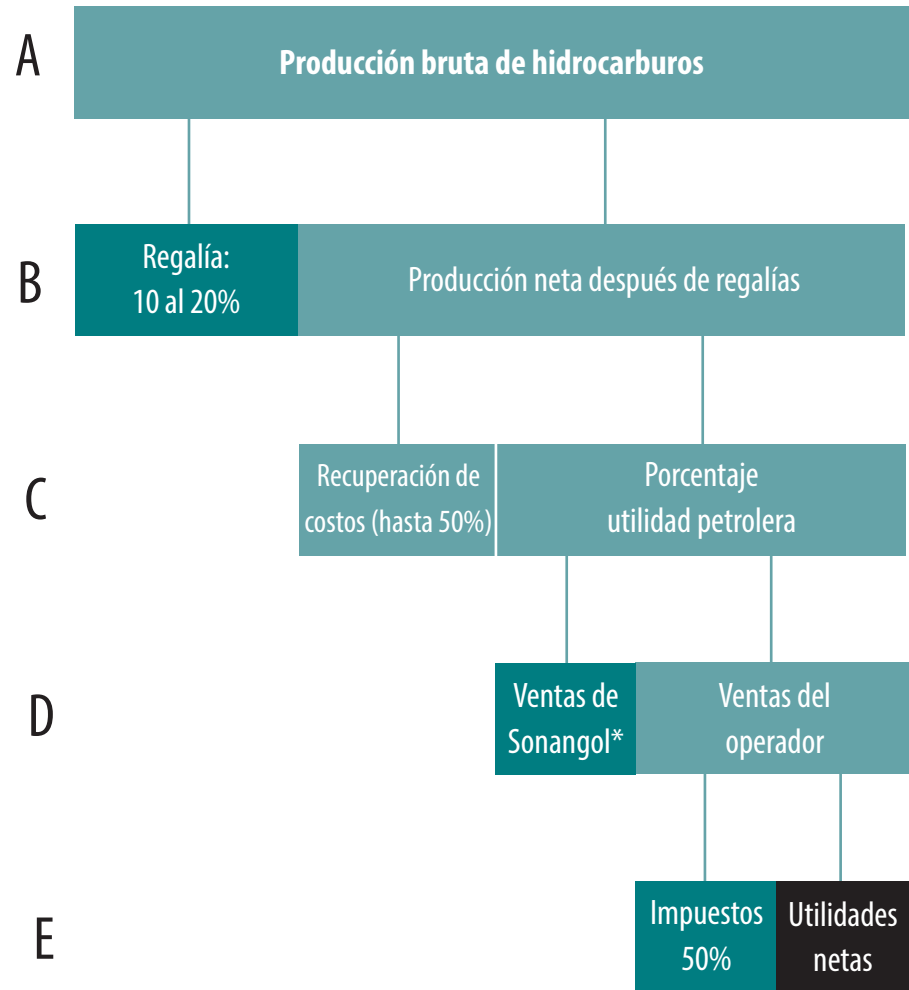 A
Producción bruta de hidrocarburos
B
Regalía:
10 al 20%
Producción neta después de regalías
C
Recuperación de
costos (hasta 50%)
Porcentaje
utilidad petrolera
D
Ventas de
Sonangol*
Ventas del
operador
E
Impuestos
50%
Utilidades
netas